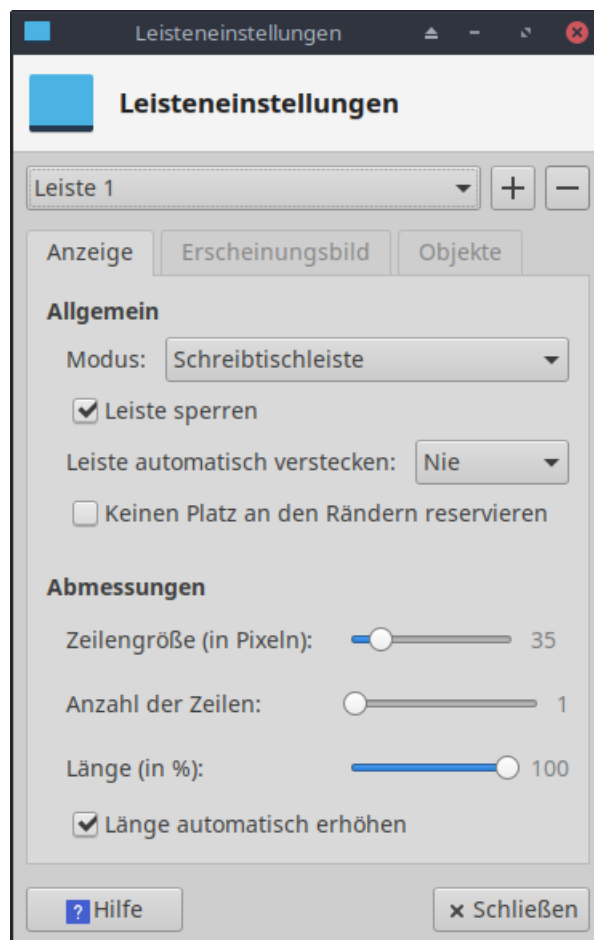 Leisteneinstellungen
Leisteneinstellungen
Leiste 1
Anzeige Erscheinungsbild Objekte
Allgemein
Modus: Schreibtischleiste
Leiste sperren
Leiste automatisch verstecken: Nie
Keinen Platz an den Rändern reservieren
Abmessungen
Zeilengröße (in Pixeln): 35
Anzahl der Zeilen: 1
Länge (in %): 100
Länge automatisch erhöhen
? Hilfe × Schließen